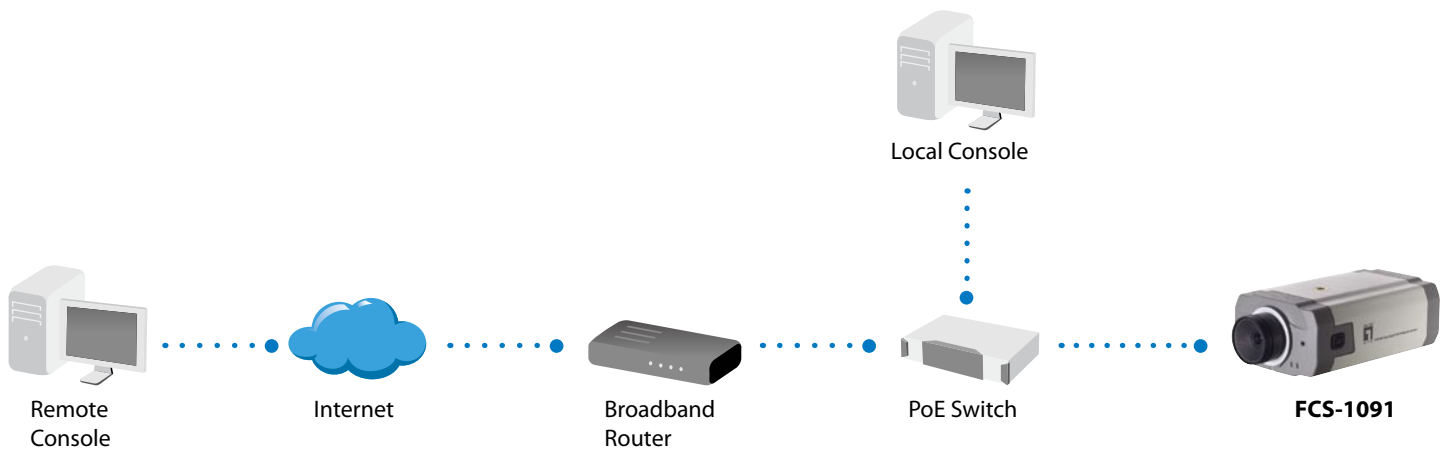 Local Console
Remote
Console
Internet
Broadband
Router
PoE Switch
FCS-1091